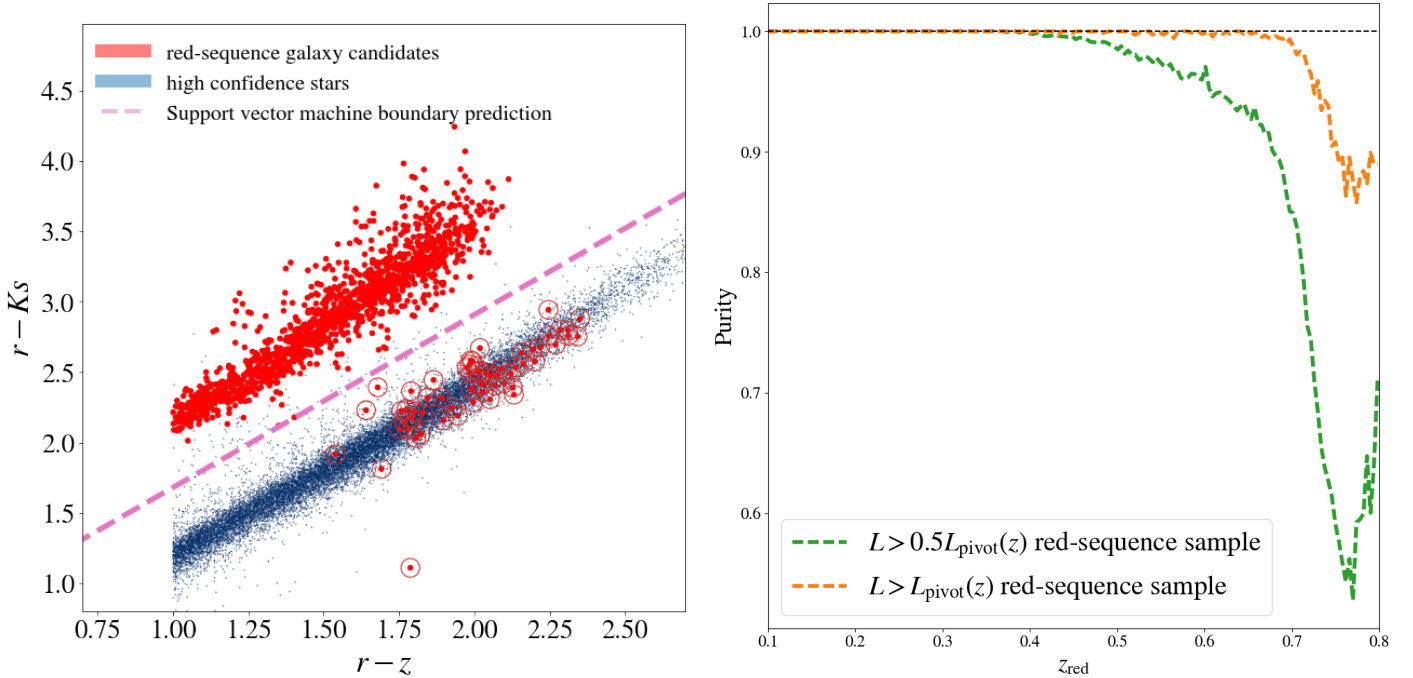 red-sequence galaxy candidates
high confidence stars
Support vector machine boundary prediction
4.5
4.0
3.5
3.0
2.5
2.0
1.5
1.0
r − Ks
0.75 1.00 1.25 1.50 1.75 2.00 2.25 2.50
r − z
1.0
0.9
0.8
0.7
0.6
Purity
L > 0.5L_pivot(z) red-sequence sample
L > L_pivot(z) red-sequence sample
0.1 0.2 0.3 0.4 0.5 0.6 0.7 0.8
z_red